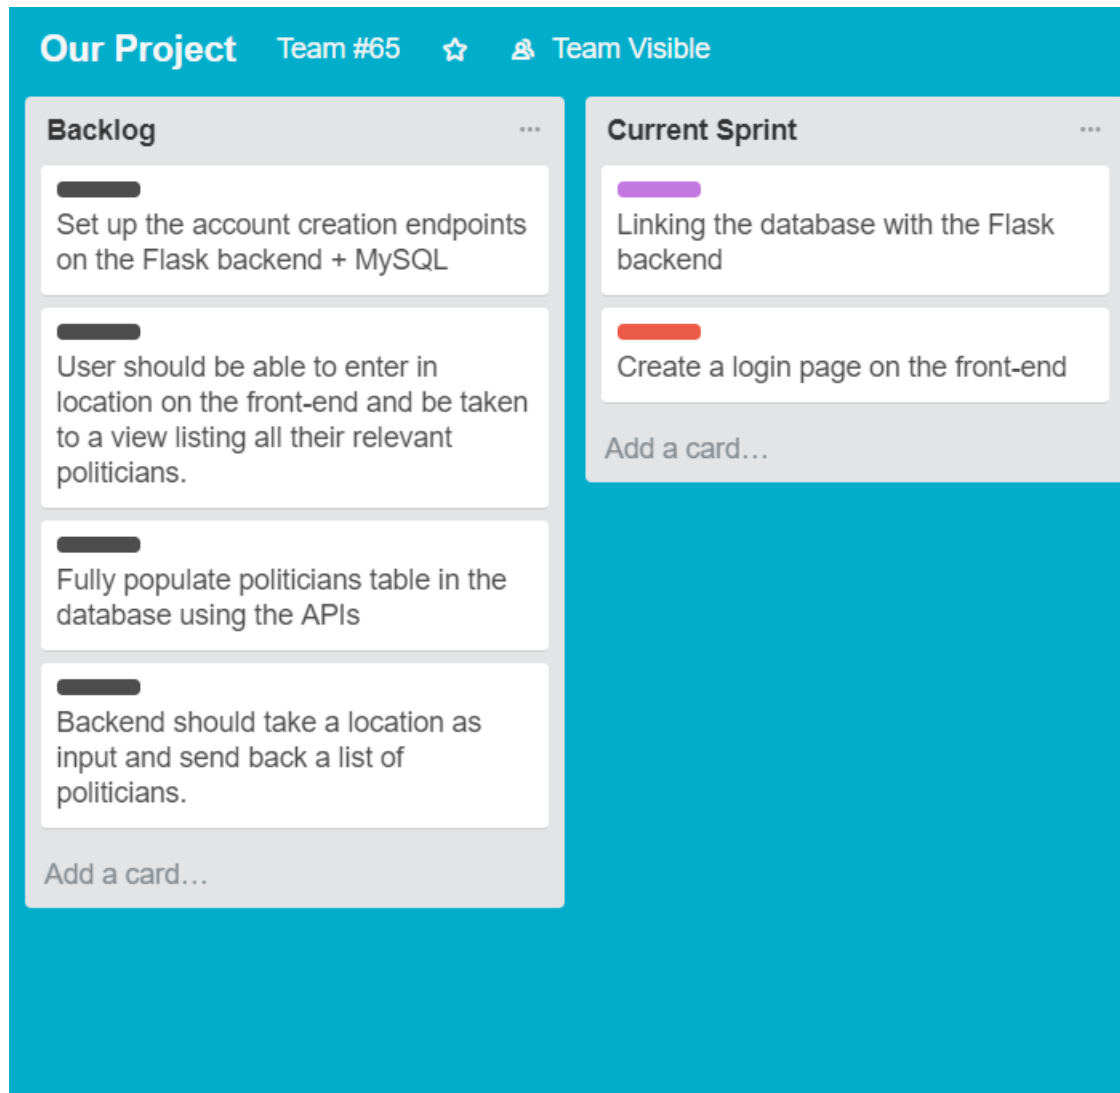 Our Project Team #65 Team Visible
Backlog
Set up the account creation endpoints
on the Flask backend + MySQL
User should be able to enter in
location on the front-end and be taken
to a view listing all their relevant
politicians.
Fully populate politicians table in the
database using the APIs
Backend should take a location as
input and send back a list of
politicians.
Add a card…
Current Sprint
Linking the database with the Flask
backend
Create a login page on the front-end
Add a card…